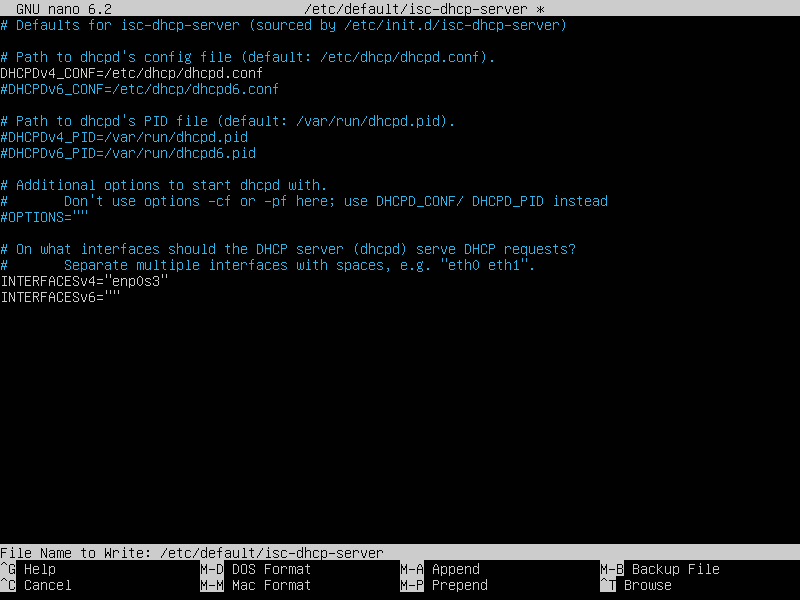 GNU nano 6.2 /etc/default/isc-dhcp-server *
# Defaults for isc-dhcp-server (sourced by /etc/init.d/isc-dhcp-server)
# Path to dhcpd's config file (default: /etc/dhcp/dhcpd.conf).
DHCPDv4_CONF=/etc/dhcp/dhcpd.conf
#DHCPDv6_CONF=/etc/dhcp/dhcpd6.conf
# Path to dhcpd's PID file (default: /var/run/dhcpd.pid).
#DHCPDv4_PID=/var/run/dhcpd.pid
#DHCPDv6_PID=/var/run/dhcpd6.pid
# Additional options to start dhcpd with.
#       Don't use options -cf or -pf here; use DHCPD_CONF/ DHCPD_PID instead
#OPTIONS=""
# On what interfaces should the DHCP server (dhcpd) serve DHCP requests?
#       Separate multiple interfaces with spaces, e.g. "eth0 eth1".
INTERFACESv4="enp0s3"
INTERFACESv6=""
File Name to Write: /etc/default/isc-dhcp-server
^G Help M-D DOS Format M-A Append M-B Backup File
^C Cancel M-M Mac Format M-P Prepend ^T Browse